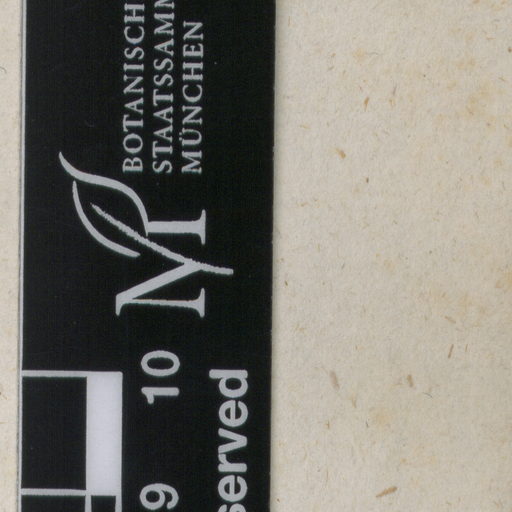 BOTANISCH
STAATSSAMM
MÜNCHEN
M
9 10
served